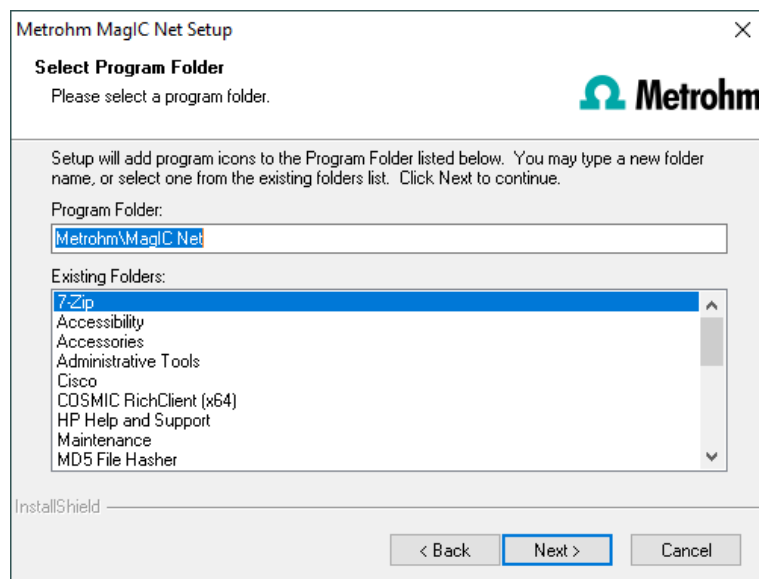 Metrohm MagIC Net Setup
Select Program Folder
Please select a program folder.
Metrohm
Setup will add program icons to the Program Folder listed below. You may type a new folder
name, or select one from the existing folders list. Click Next to continue.
Program Folder:
Metrohm\MagIC Net
Existing Folders:
7-Zip
Accessibility
Accessories
Administrative Tools
Cisco
COSMIC RichClient (x64)
HP Help and Support
Maintenance
MD5 File Hasher
InstallShield
< Back Next > Cancel